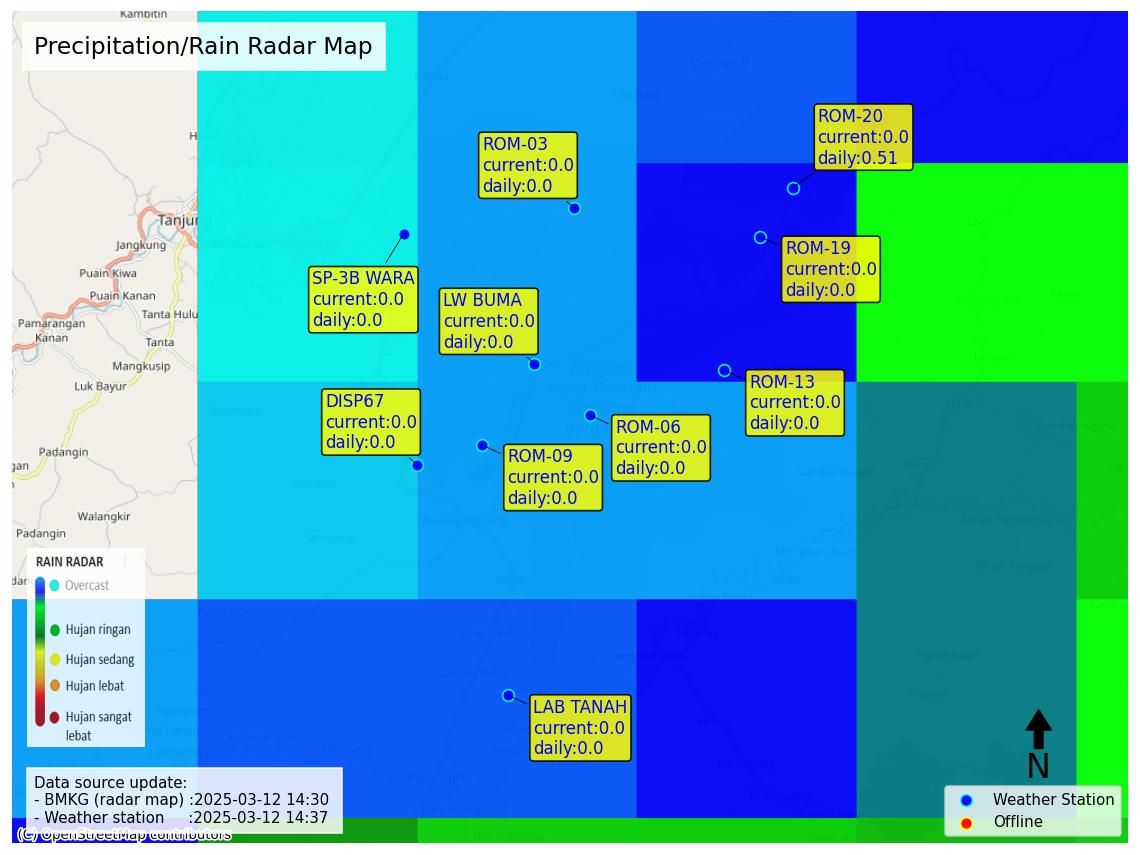 Kambitin
Precipitation/Rain Radar Map
Tanjung
Jangkung
Puain Kiwa
Puain Kanan
Tanta Hulu
Pamarangan
Kanan
Tanta
Mangkusip
Luk Bayur
Padangin
Walangkir
Padangin
ROM-03
current:0.0
daily:0.0
ROM-20
current:0.0
daily:0.51
ROM-19
current:0.0
daily:0.0
SP-3B WARA
current:0.0
daily:0.0
LW BUMA
current:0.0
daily:0.0
ROM-13
current:0.0
daily:0.0
DISP67
current:0.0
daily:0.0
ROM-06
current:0.0
daily:0.0
ROM-09
current:0.0
daily:0.0
LAB TANAH
current:0.0
daily:0.0
Paringin
RAIN RADAR
Overcast
Hujan ringan
Hujan sedang
Hujan lebat
Hujan sangat
lebat
Data source update:
- BMKG (radar map) :2025-03-12 14:30
- Weather station :2025-03-12 14:37
(C) OpenStreetMap contributors
N
Weather Station
Offline